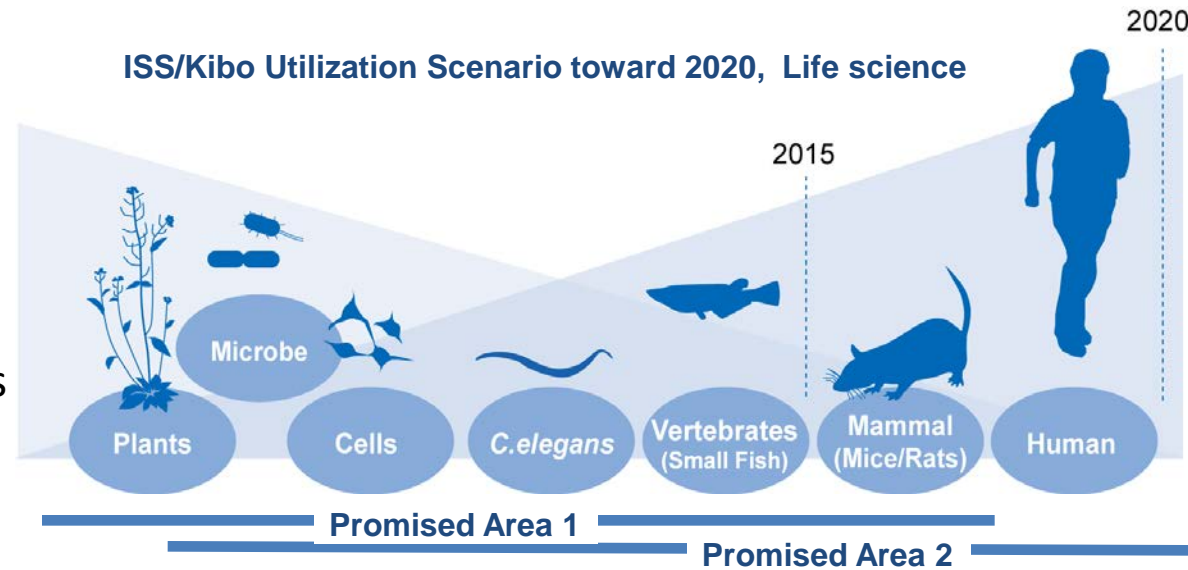 2020
ISS/Kibo Utilization Scenario toward 2020, Life science
2015
Microbe
s
Plants
Cells
C.elegans
Vertebrates
(Small Fish)
Mammal
(Mice/Rats)
Human
Promised Area 1
Promised Area 2